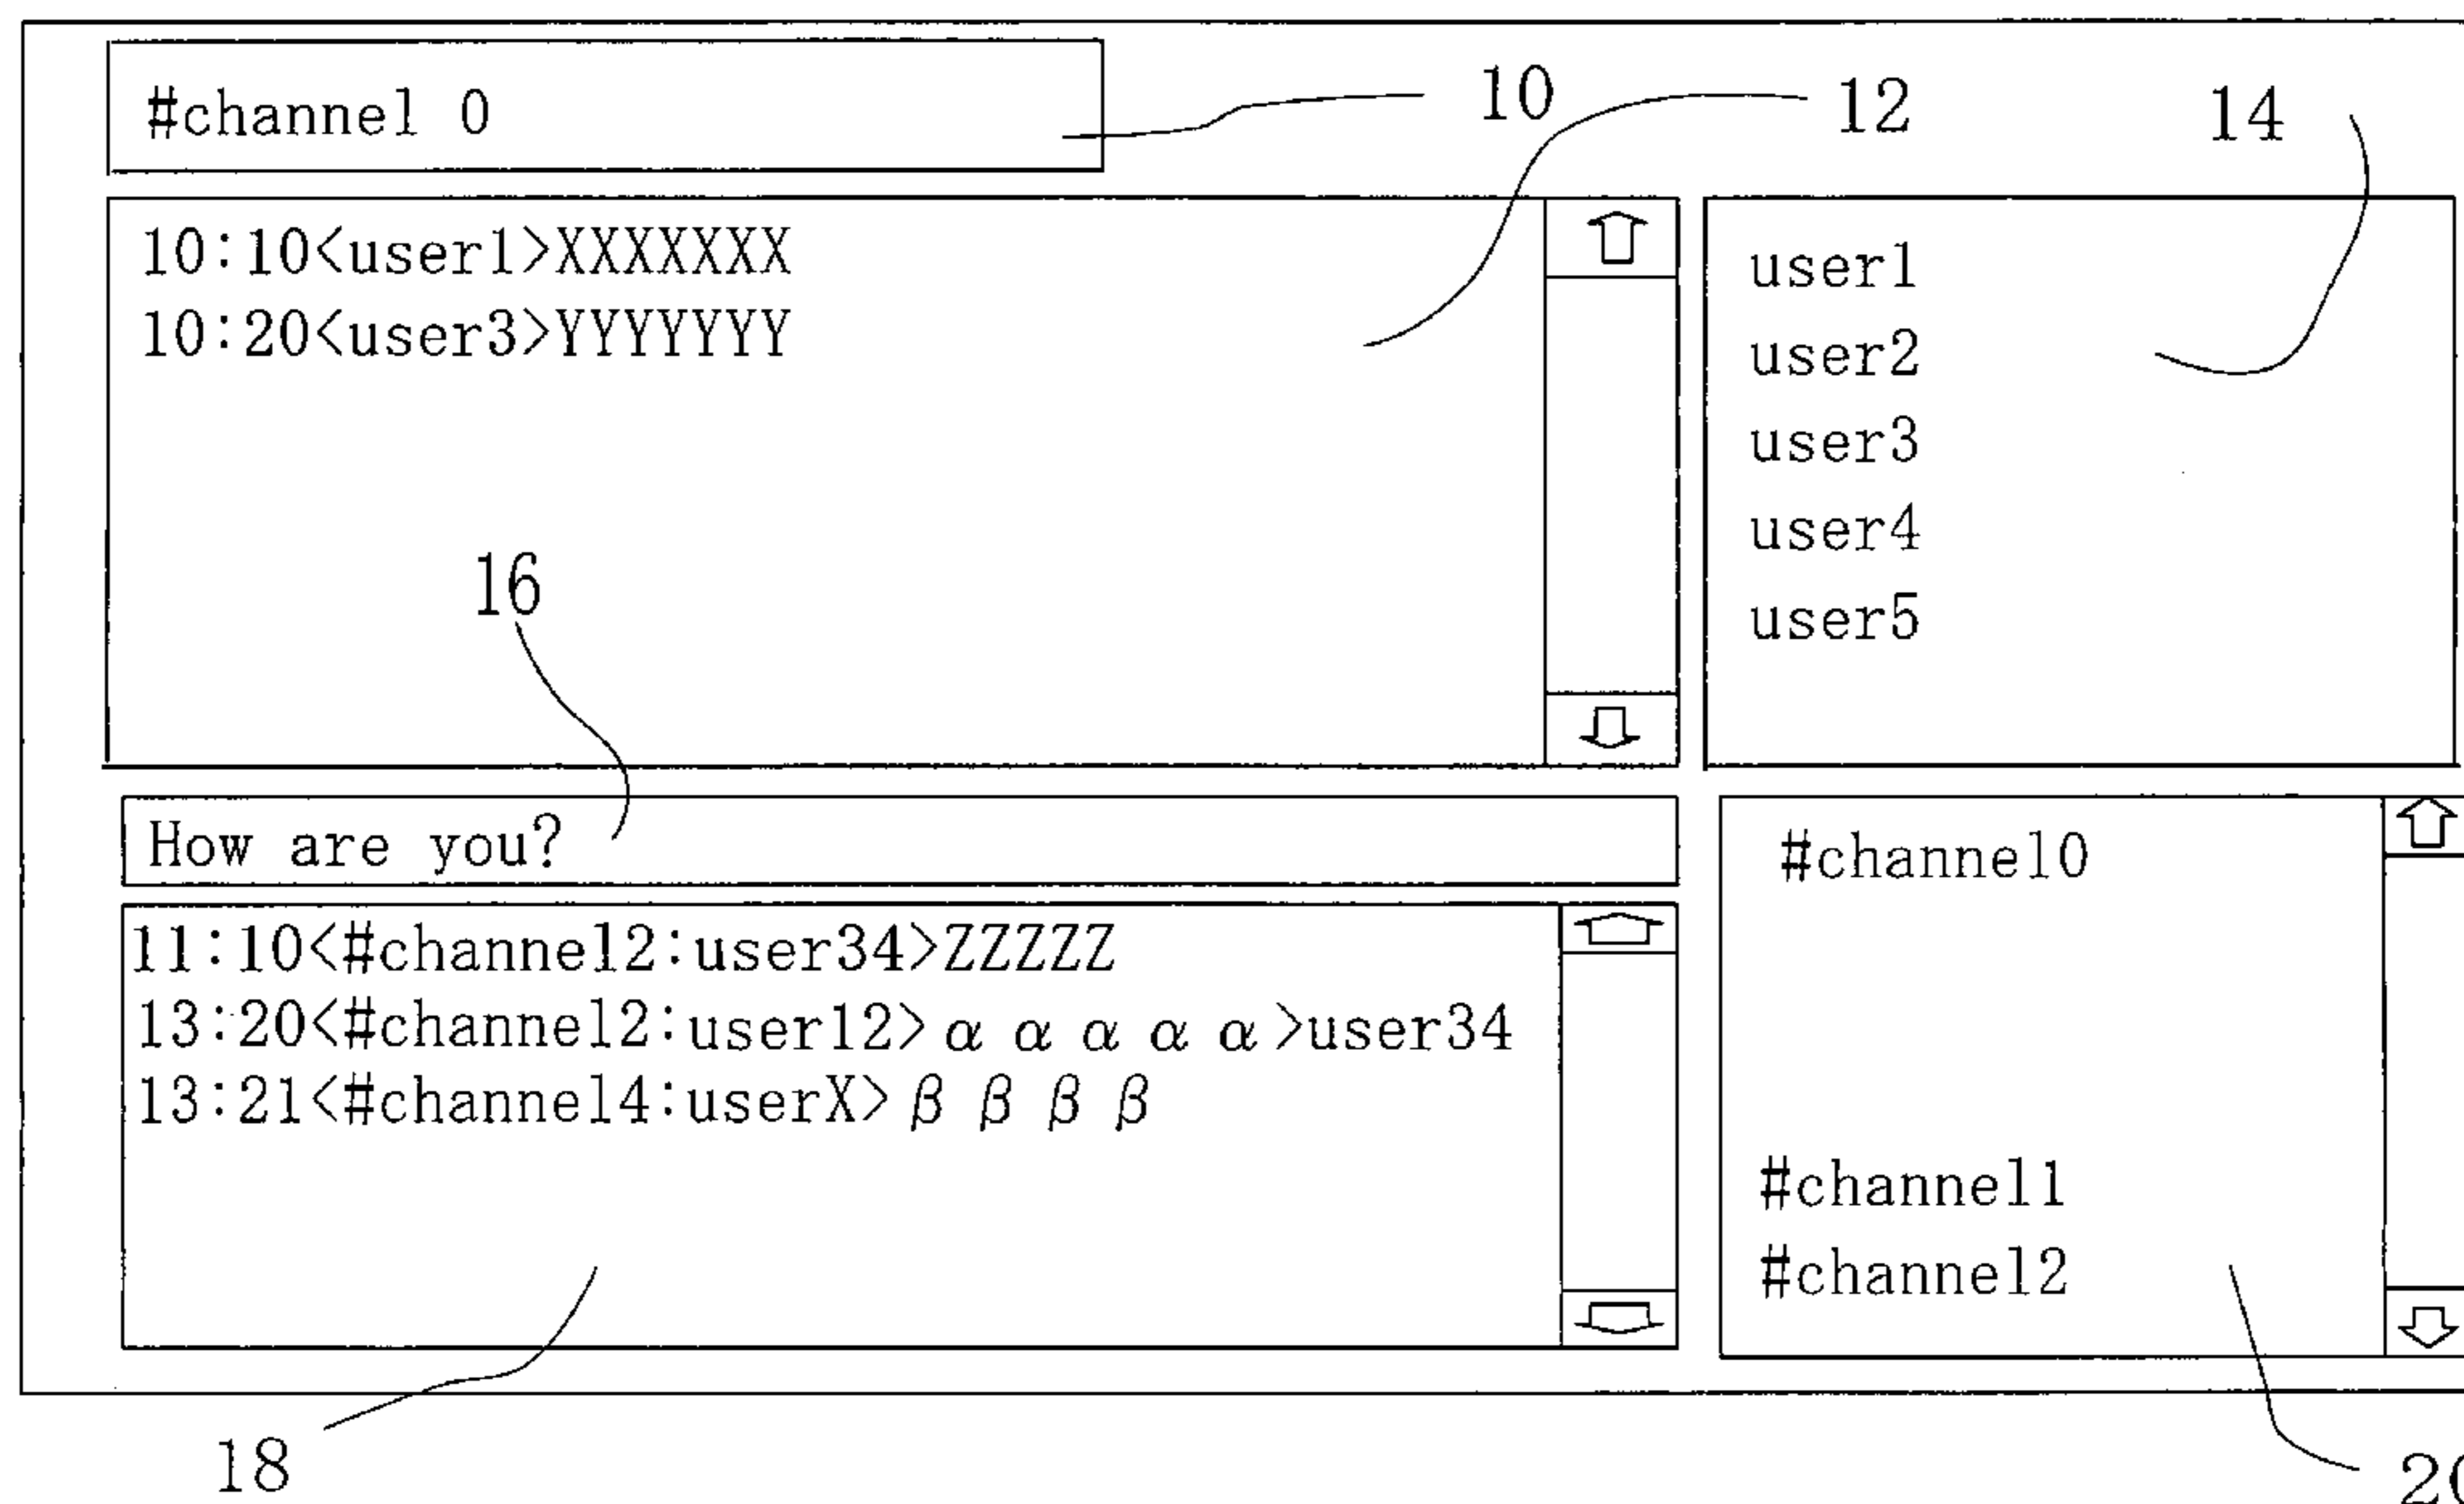 #channel 0
10
12
14
10:10<user1>XXXXXXX
10:20<user3>YYYYYYY
user1
user2
user3
user4
user5
16
How are you?
11:10<#channel2:user34>ZZZZZ
13:20<#channel2:user12>α α α α α>user34
13:21<#channel4:userX>β β β β
#channel0
#channel1
#channel2
18
20